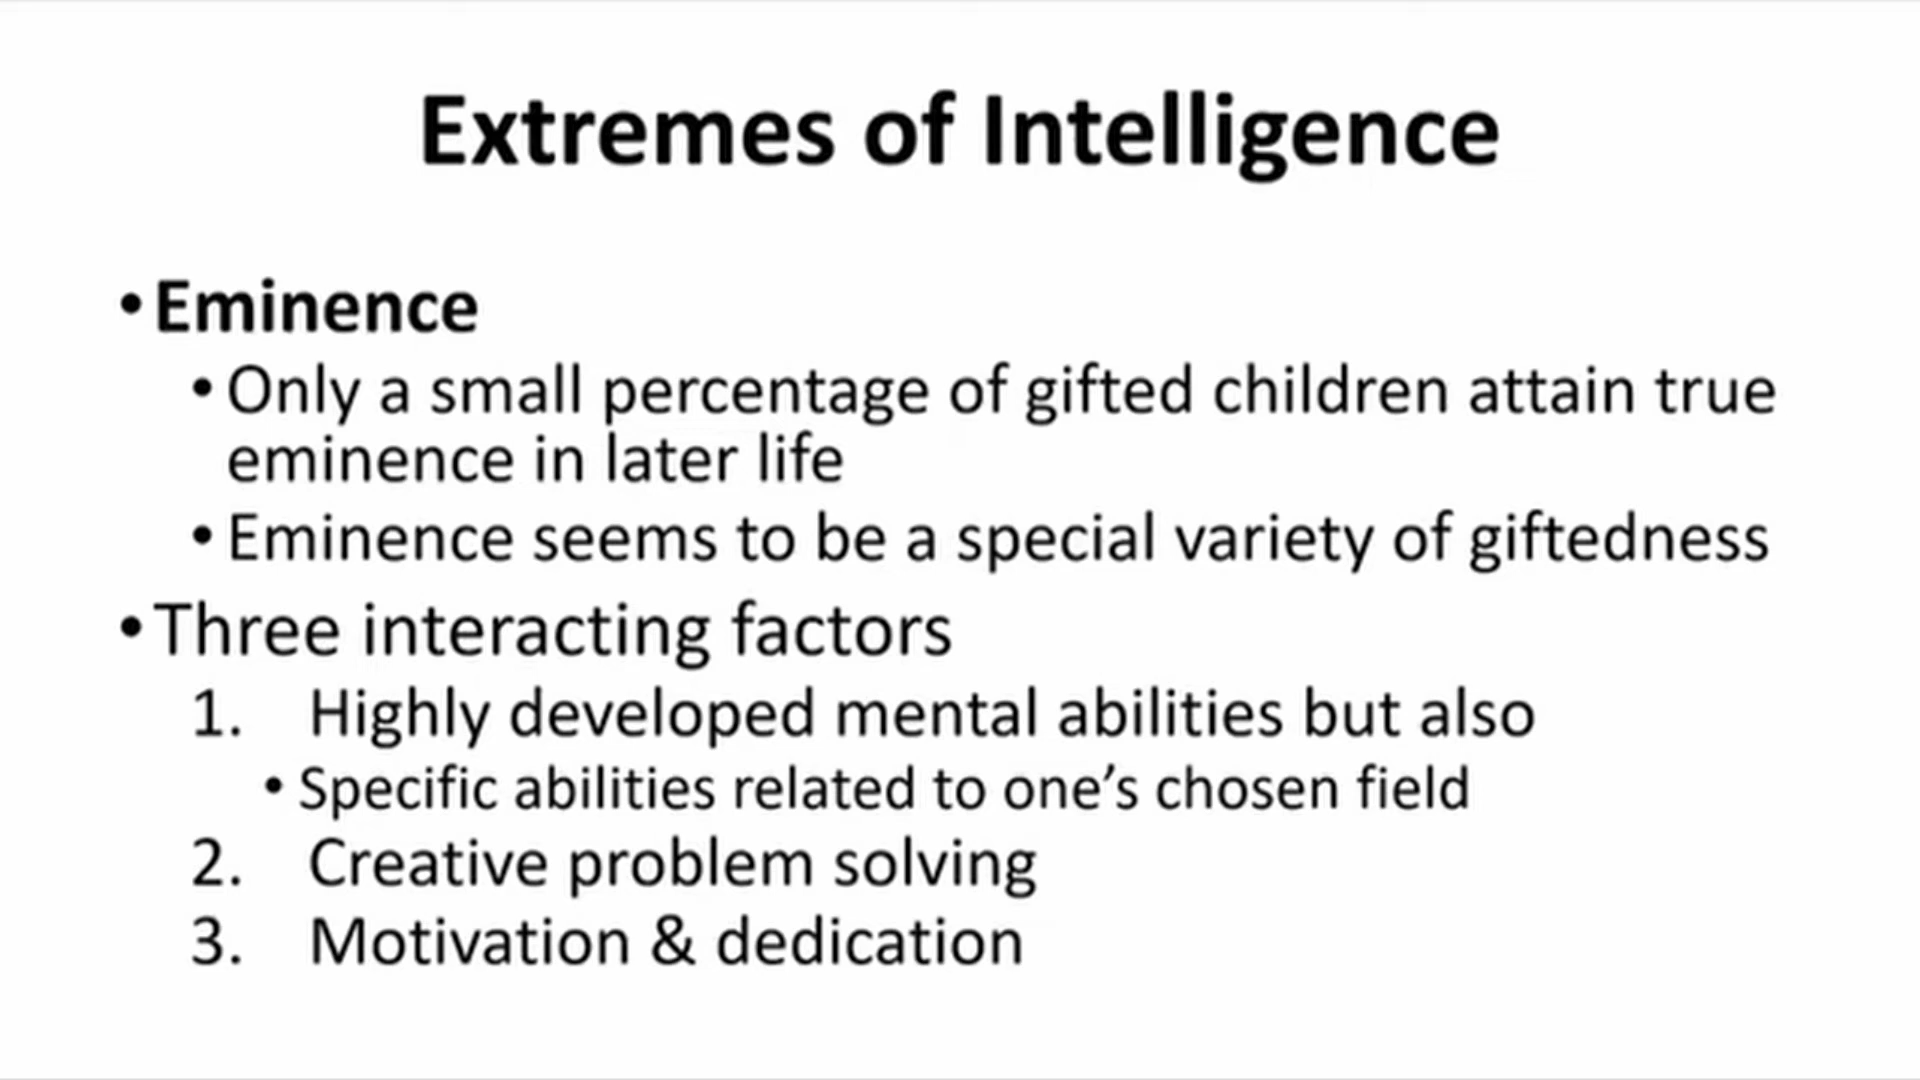 Extremes of Intelligence
• Eminence
• Only a small percentage of gifted children attain true
eminence in later life
• Eminence seems to be a special variety of giftedness
• Three interacting factors
1. Highly developed mental abilities but also
• Specific abilities related to one’s chosen field
2. Creative problem solving
3. Motivation & dedication